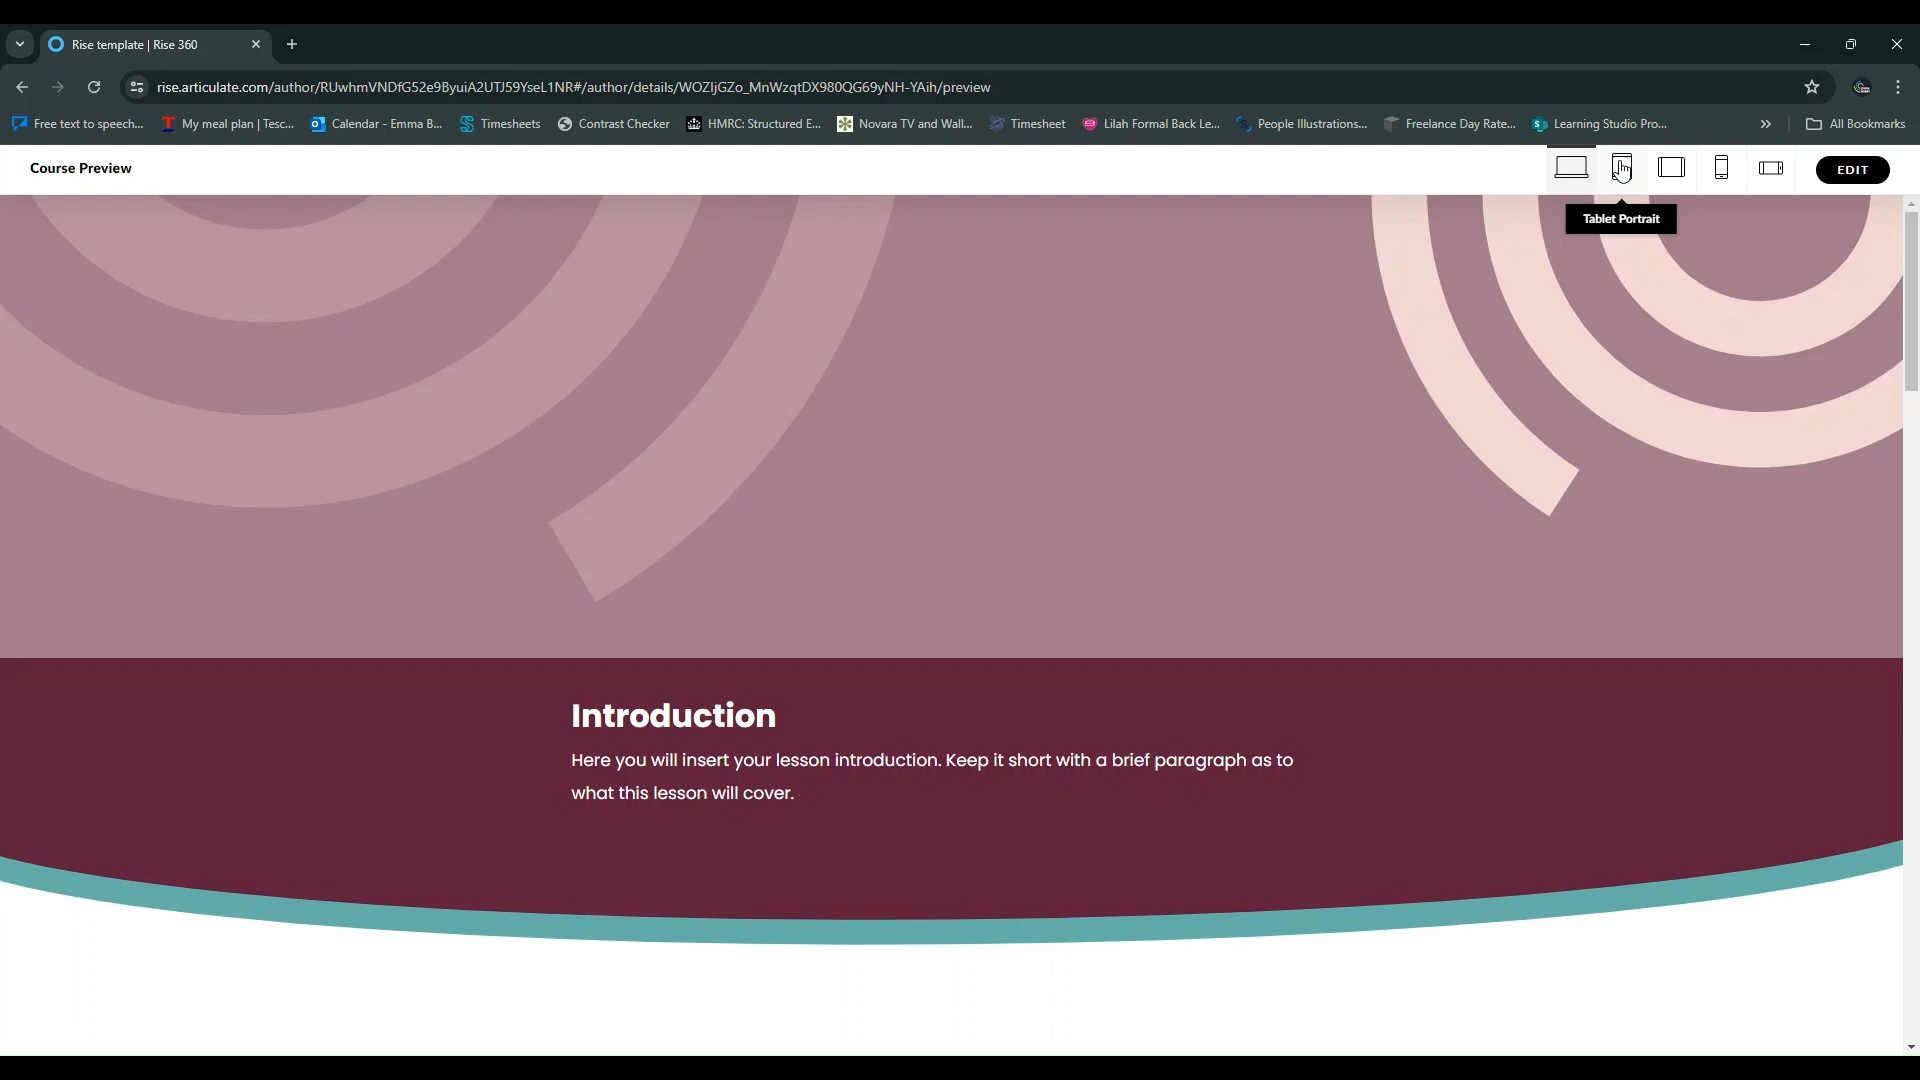 Rise template | Rise 360
rise.articulate.com/author/RUwhmVNDfG52e9ByuiA2UTJ59YseL1NR#/author/details/WOZljGZo_MnWzqtDX980QG69yNH-YAih/preview
Free text to speech... My meal plan | Tesc... Calendar - Emma B... Timesheets Contrast Checker HMRC: Structured E... Novara TV and Wall... Timesheet Lilah Formal Back Le... People Illustrations... Freelance Day Rate... Learning Studio Pro... All Bookmarks
Course Preview
EDIT
Tablet Portrait
Introduction
Here you will insert your lesson introduction. Keep it short with a brief paragraph as to
what this lesson will cover.